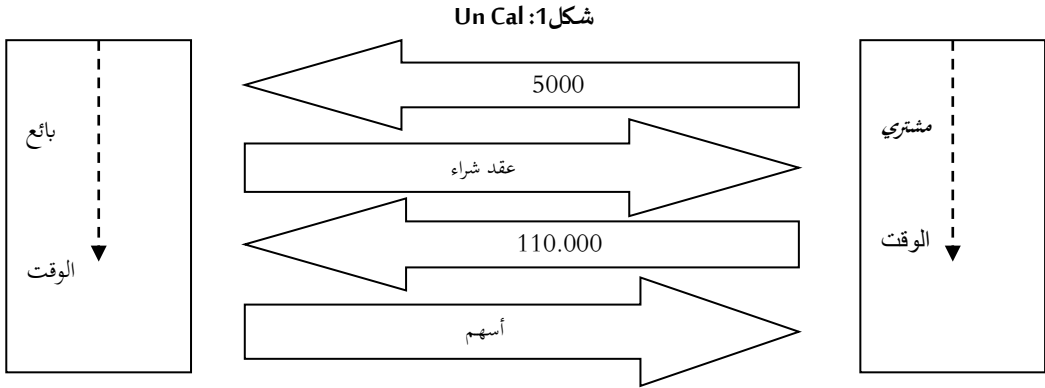 شكل1: Un Cal
5000
بائع
مشتري
عقد شراء
110.000
الوقت
الوقت
أسهم